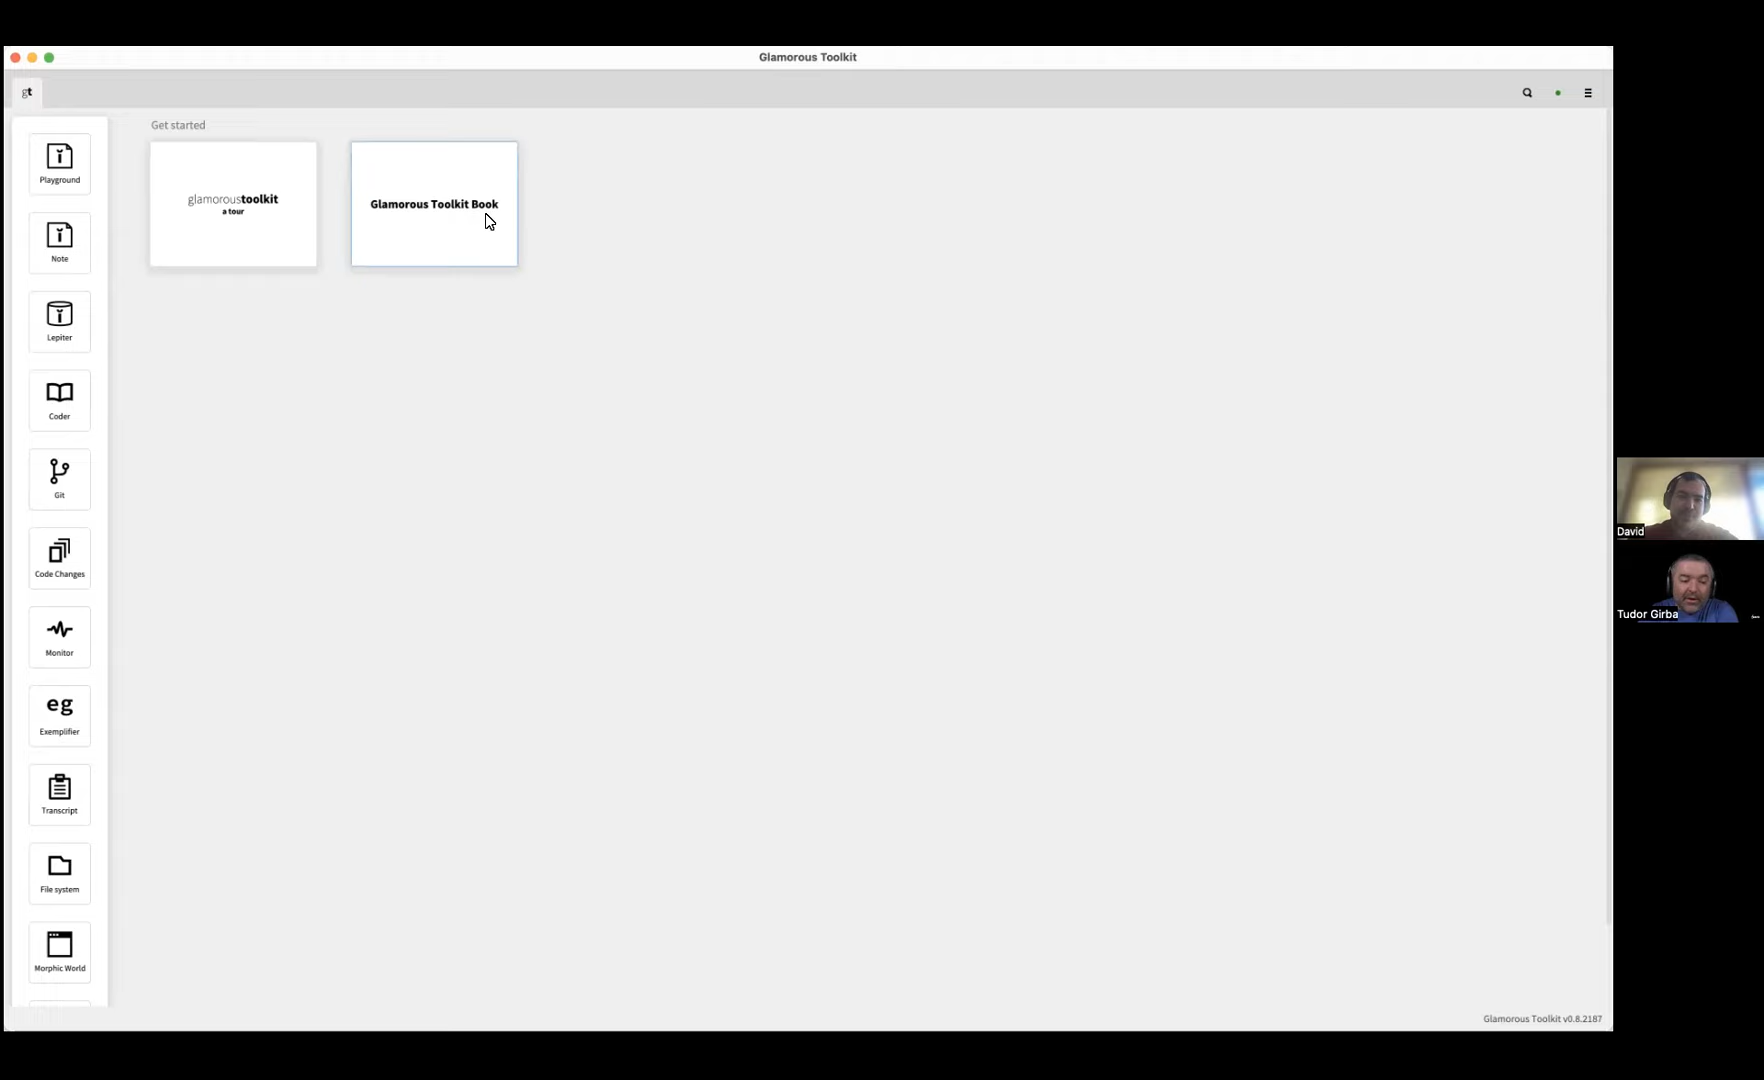 Glamorous Toolkit
gt
Get started
glamoroustoolkit
a tour
Glamorous Toolkit Book
Playground
Note
Lepiter
Coder
Git
Code Changes
Monitor
eg
Exemplifier
Transcript
File system
Morphic World
David
Tudor Girba
Glamorous Toolkit v0.8.2187